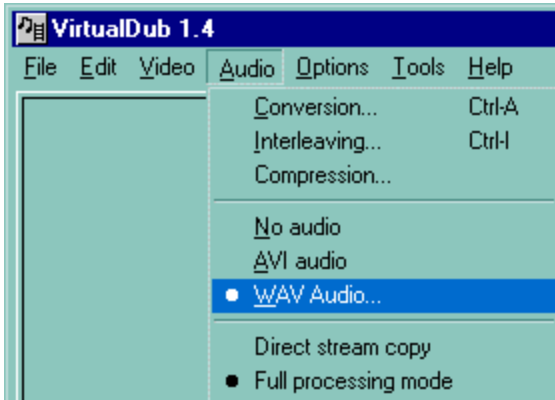 VirtualDub 1.4
File Edit Video Audio Options Tools Help
Conversion... Ctrl-A
Interleaving... Ctrl-I
Compression...
No audio
AVI audio
WAV Audio...
Direct stream copy
Full processing mode